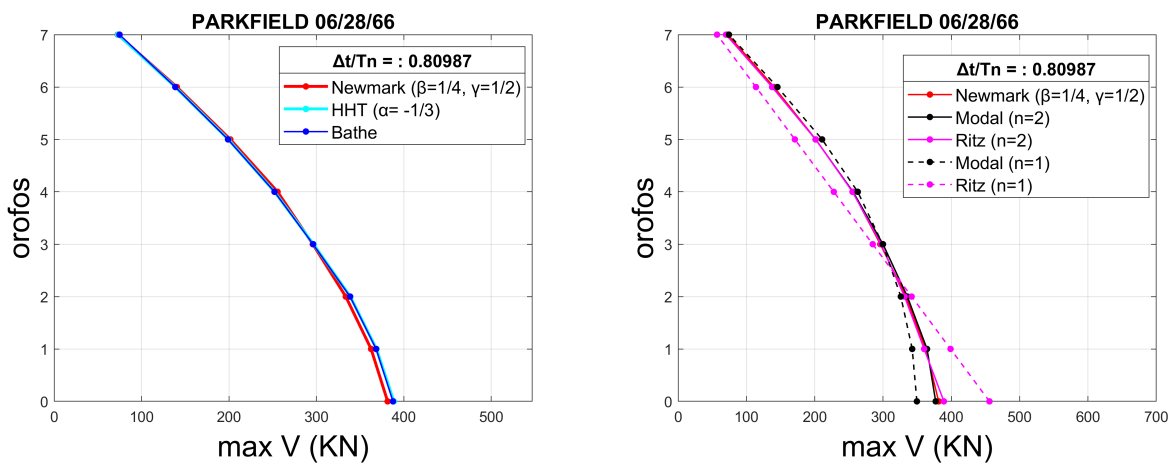 PARKFIELD 06/28/66
7
6
5
4
3
2
1
0
orofos
Δt/Tn = : 0.80987
Newmark (β=1/4, γ=1/2)
HHT (α= -1/3)
Bathe
0 100 200 300 400 500
max V (KN)
PARKFIELD 06/28/66
7
6
5
4
3
2
1
0
orofos
Δt/Tn = : 0.80987
Newmark (β=1/4, γ=1/2)
Modal (n=2)
Ritz (n=2)
Modal (n=1)
Ritz (n=1)
0 100 200 300 400 500 600 700
max V (KN)